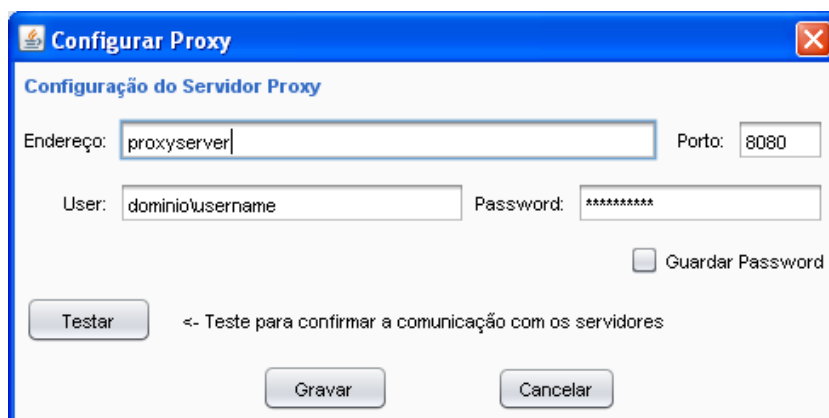 Configurar Proxy
Configuração do Servidor Proxy
Endereço: proxyserver Porto: 8080
User: dominio\username Password: **********
Guardar Password
Testar <- Teste para confirmar a comunicação com os servidores
Gravar Cancelar